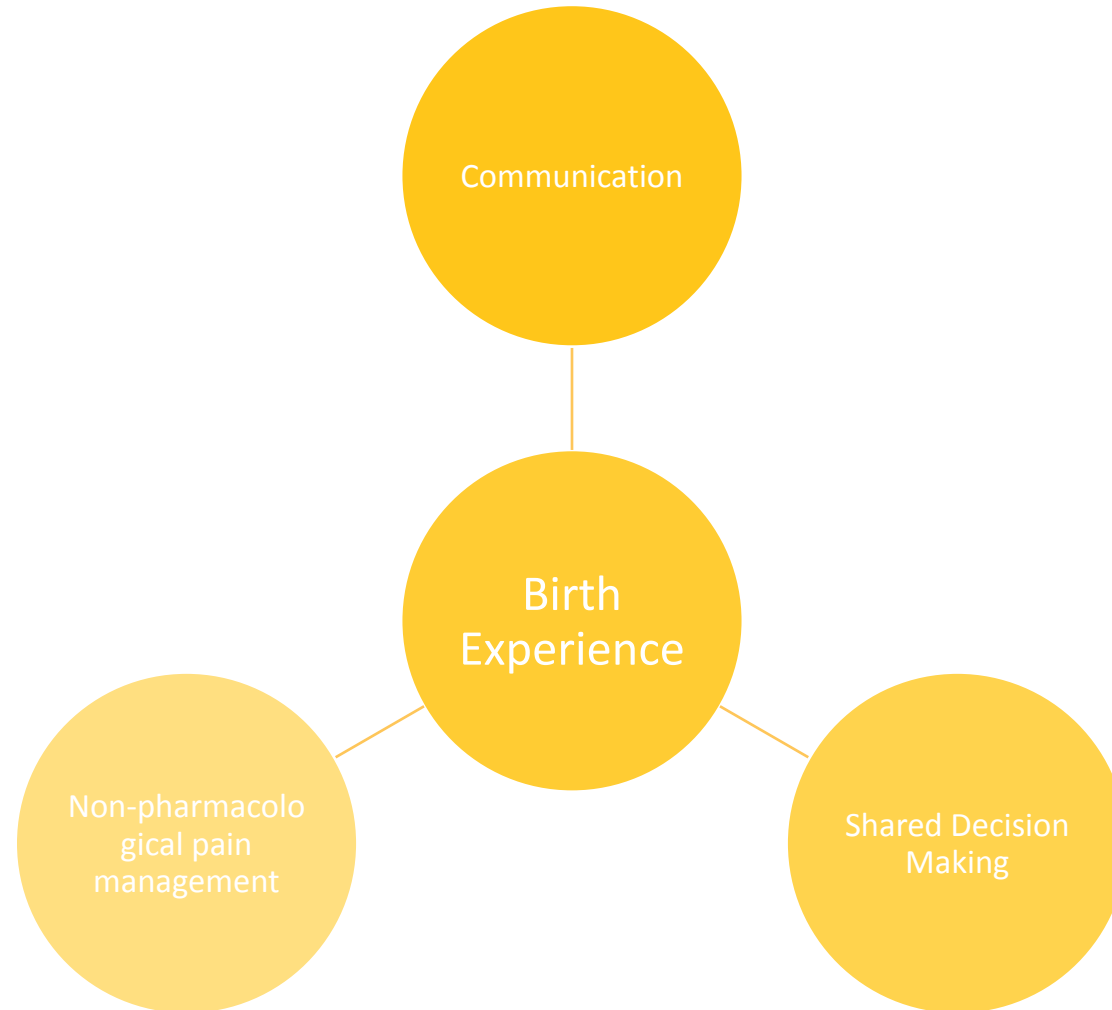 Communication
Birth
Experience
Non-pharmacolo
gical pain
management
Shared Decision
Making